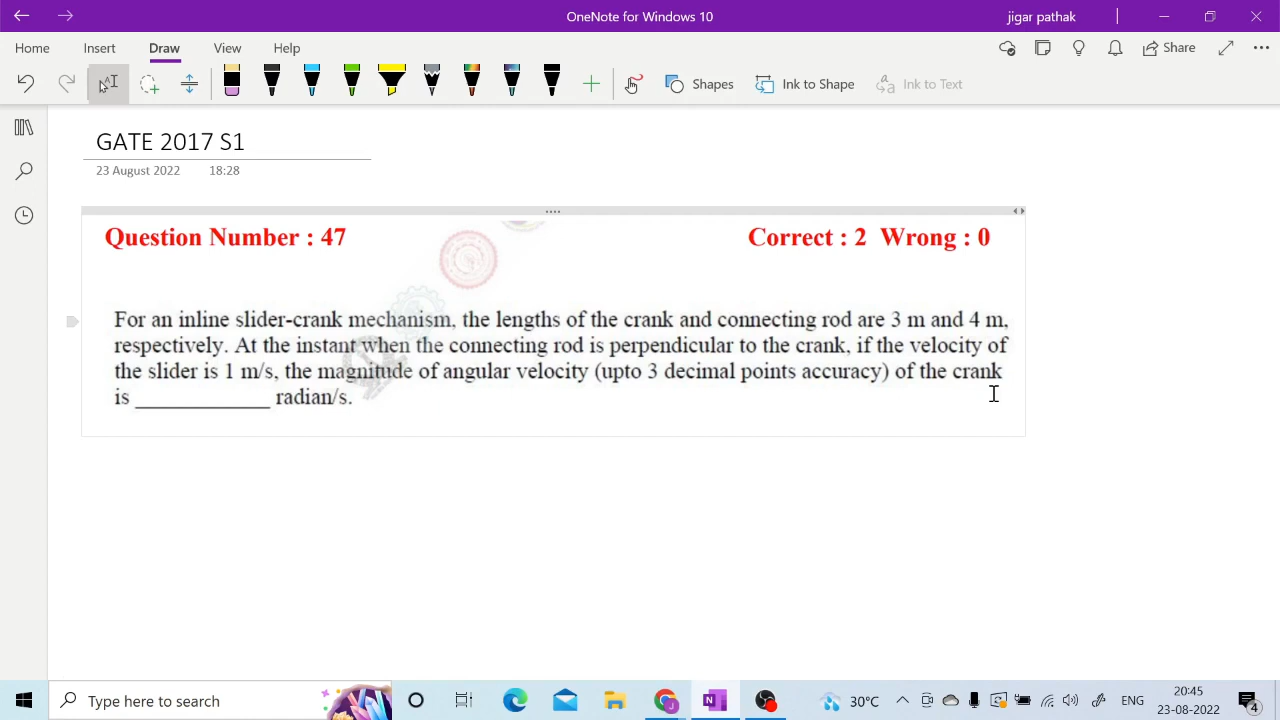 OneNote for Windows 10
jigar pathak
Home Insert Draw View Help
Share
Shapes Ink to Shape Ink to Text
GATE 2017 S1
23 August 2022 18:28
Question Number : 47 Correct : 2 Wrong : 0
For an inline slider-crank mechanism, the lengths of the crank and connecting rod are 3 m and 4 m,
respectively. At the instant when the connecting rod is perpendicular to the crank, if the velocity of
the slider is 1 m/s, the magnitude of angular velocity (upto 3 decimal points accuracy) of the crank
is ______________ radian/s.
Type here to search
30°C
ENG
20:45
23-08-2022
4